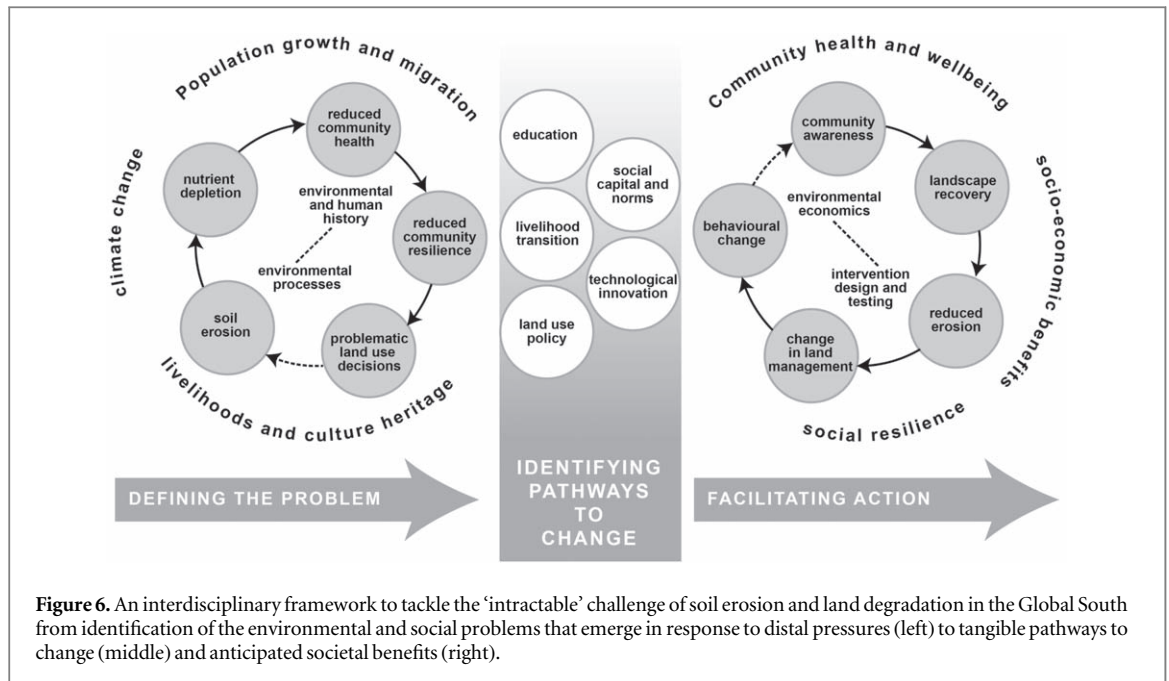 Population growth and migration
climate change
livelihoods and culture heritage
reduced
community
health
nutrient
depletion
environmental
and human
history
reduced
community
resilience
environmental
processes
soil
erosion
problematic
land use
decisions
DEFINING THE PROBLEM
education
social
capital and
norms
livelihood
transition
technological
innovation
land use
policy
IDENTIFYING
PATHWAYS
TO
CHANGE
Community health and wellbeing
socio-economic benefits
social resilience
community
awareness
landscape
recovery
environmental
economics
behavioural
change
intervention
design and
testing
reduced
erosion
change
in land
management
FACILITATING ACTION
Figure 6. An interdisciplinary framework to tackle the ‘intractable’ challenge of soil erosion and land degradation in the Global South
from identification of the environmental and social problems that emerge in response to distal pressures (left) to tangible pathways to
change (middle) and anticipated societal benefits (right).